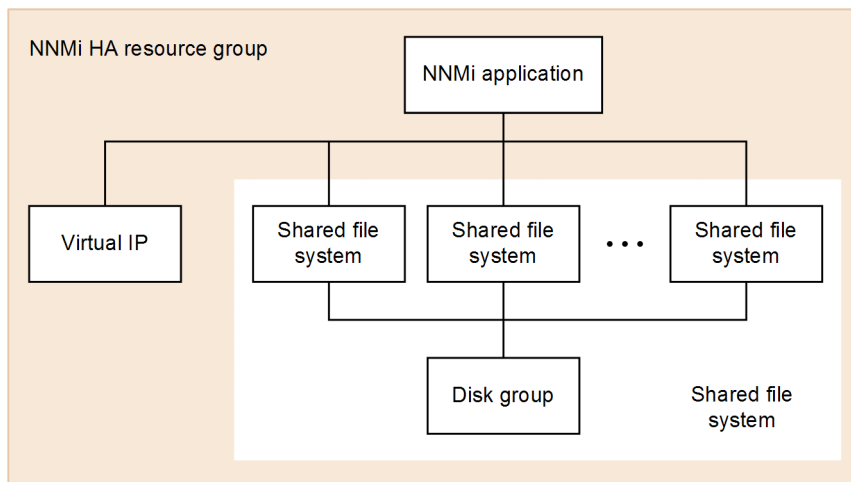 NNMi HA resource group
NNMi application
Virtual IP
Shared file
system
Shared file
system
• • •
Shared file
system
Disk group
Shared file
system